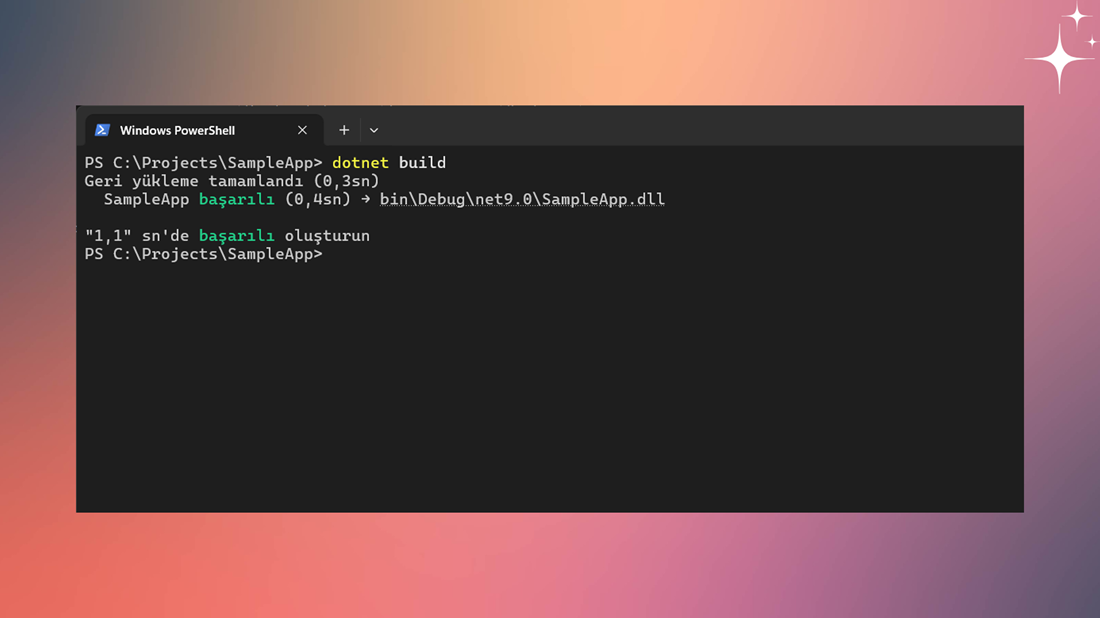 Windows PowerShell
PS C:\Projects\SampleApp> dotnet build
Geri yükleme tamamlandı (0,3sn)
SampleApp başarılı (0,4sn) → bin\Debug\net9.0\SampleApp.dll
"1,1" sn'de başarılı oluşturun
PS C:\Projects\SampleApp>